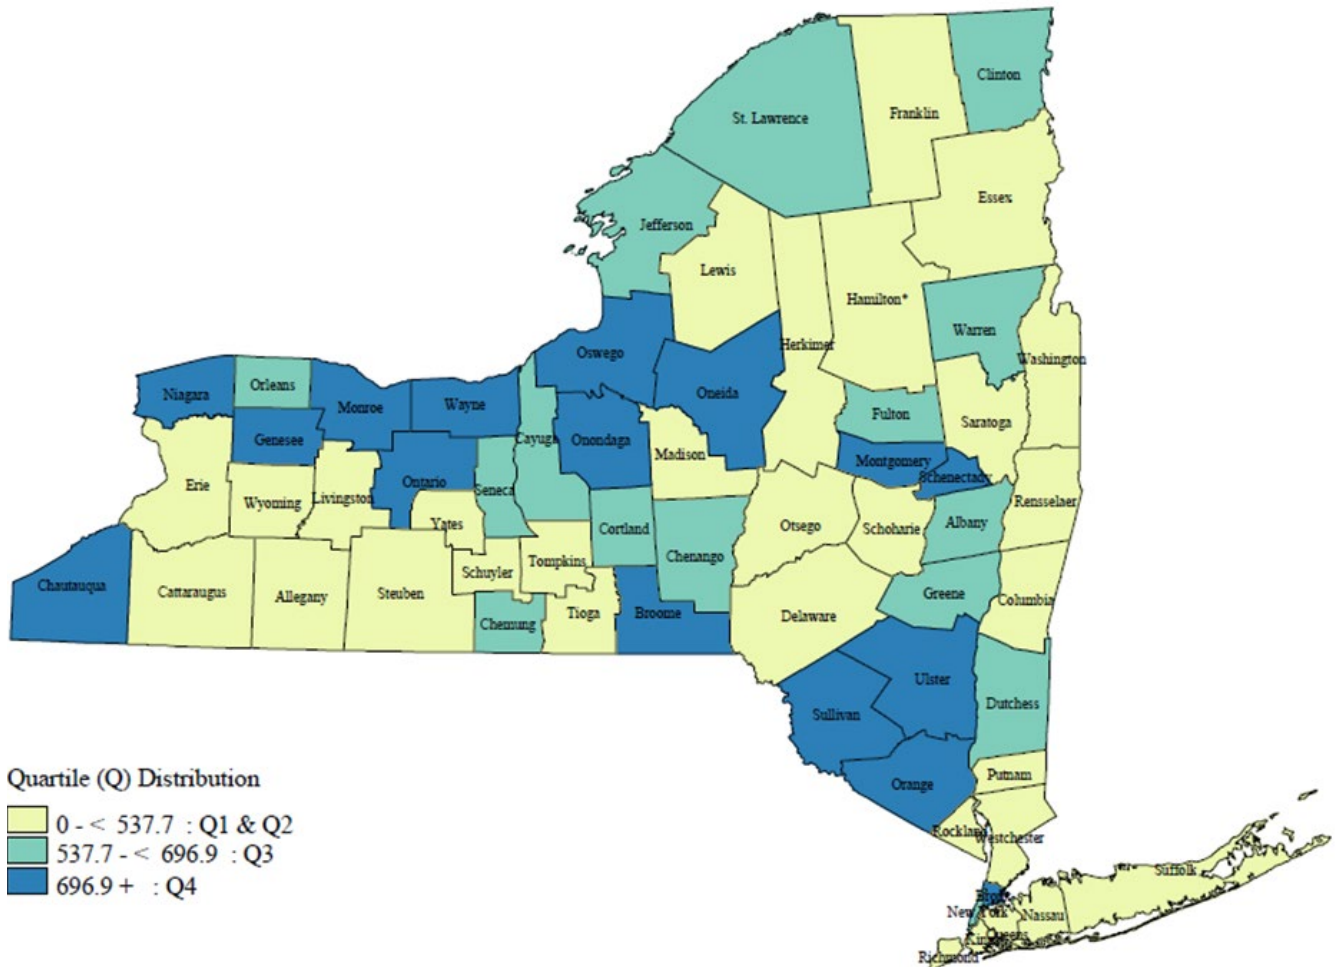 Clinton
Franklin
St. Lawrence
Essex
Jefferson
Lewis
Hamilton*
Warren
Herkimer
Washington
Oswego
Orleans
Niagara
Oneida
Wayne
Monroe
Fulton
Saratoga
Genesee
Cayuga
Onondaga
Madison
Montgomery
Schenectady
Ontario
Erie
Seneca
Wyoming
Livingston
Rensselaer
Yates
Cortland
Otsego
Schoharie
Albany
Chenango
Tompkins
Schuyler
Chautauqua
Cattaraugus
Allegany
Steuben
Greene
Columbia
Chemung
Tioga
Broome
Delaware
Ulster
Dutchess
Sullivan
Putnam
Orange
Rockland
Westchester
Suffolk
New York
Nassau
Queens
Richmond
Quartile (Q) Distribution
0 - < 537.7 : Q1 & Q2
537.7 - < 696.9 : Q3
696.9 + : Q4